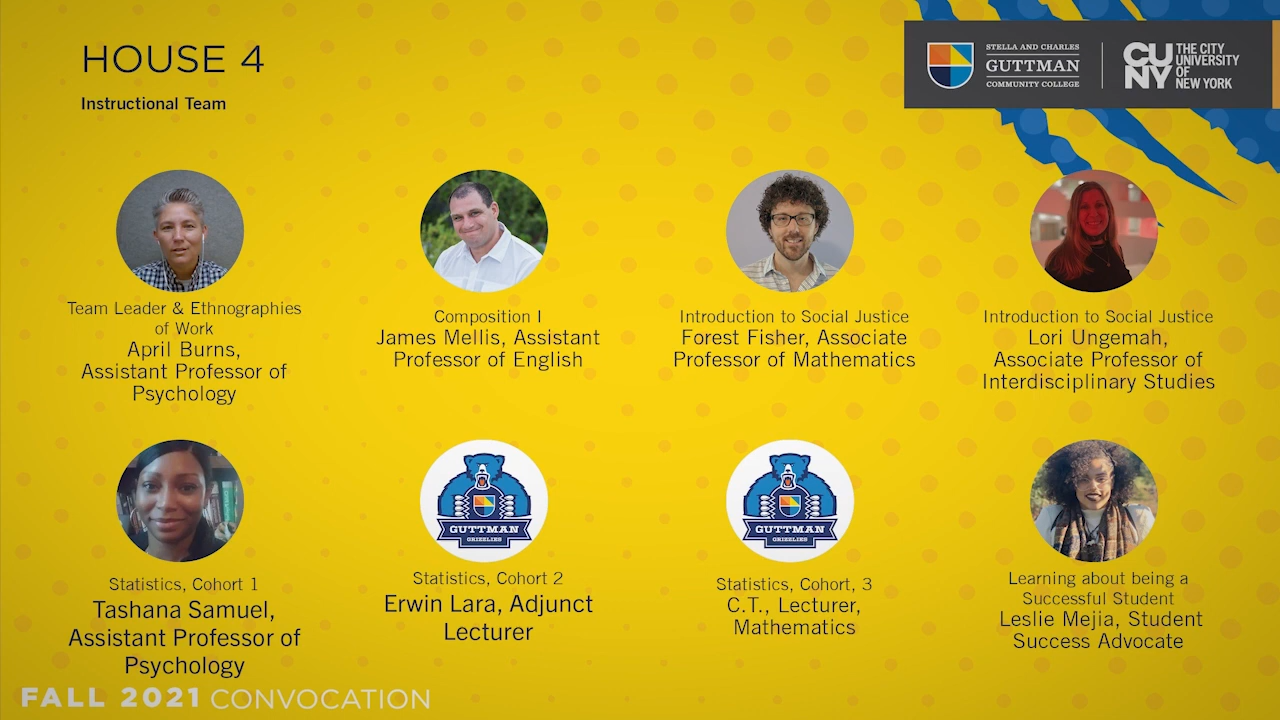 HOUSE 4
Instructional Team
STELLA AND CHARLES
GUTTMAN
COMMUNITY COLLEGE
CU
NY
THE CITY
UNIVERSITY
OF
NEW YORK
Team Leader & Ethnographies
of Work
April Burns,
Assistant Professor of
Psychology
Composition I
James Mellis, Assistant
Professor of English
Introduction to Social Justice
Forest Fisher, Associate
Professor of Mathematics
Introduction to Social Justice
Lori Ungemah,
Associate Professor of
Interdisciplinary Studies
Statistics, Cohort 1
Tashana Samuel,
Assistant Professor of
Psychology
GUTTMAN
GRIZZLIES
Statistics, Cohort 2
Erwin Lara, Adjunct
Lecturer
GUTTMAN
GRIZZLIES
Statistics, Cohort, 3
C.T., Lecturer,
Mathematics
Learning about being a
Successful Student
Leslie Mejia, Student
Success Advocate
FALL 2021 CONVOCATION